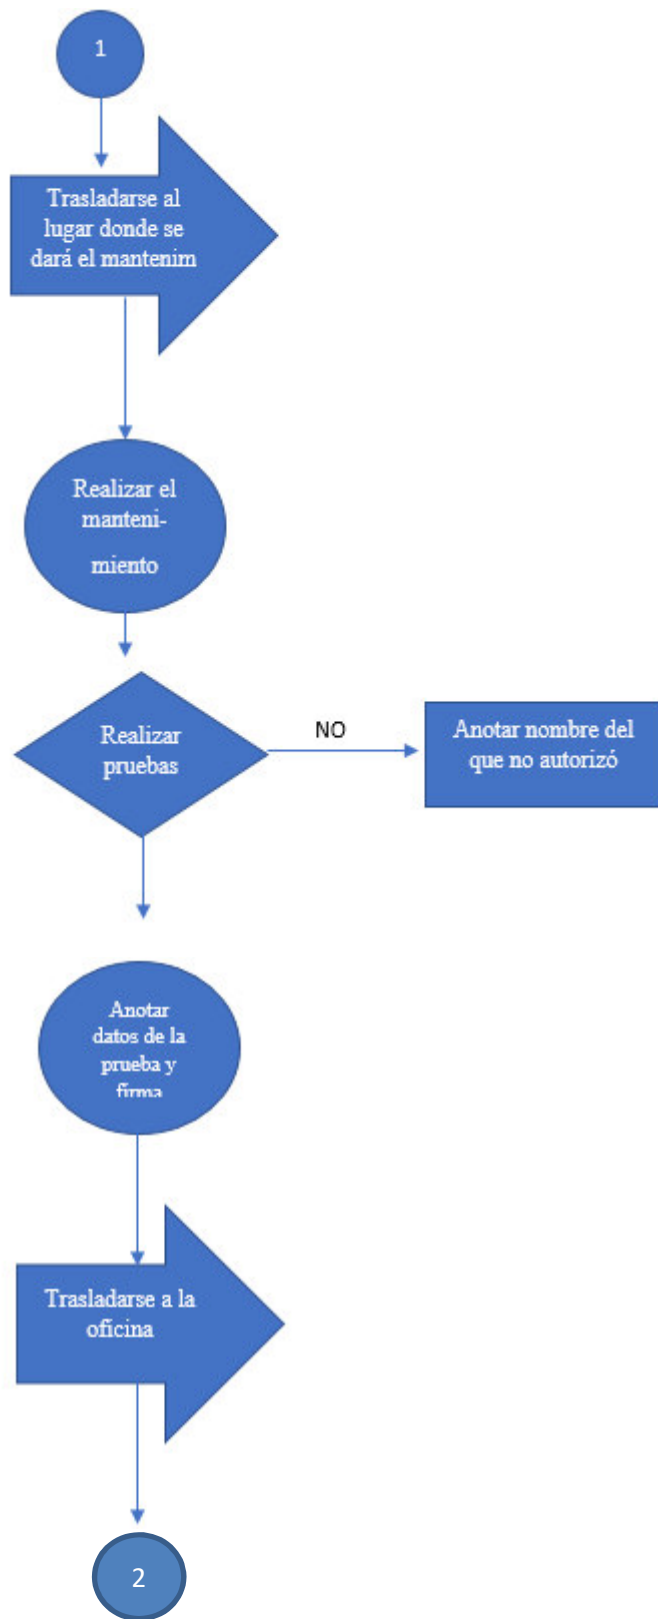 1
Trasladarse al
lugar donde se
dará el mantenim
Realizar el
manteni-
miento
Realizar
pruebas
NO
Anotar nombre del
que no autorizó
Anotar
datos de la
prueba y
firma
Trasladarse a la
oficina
2